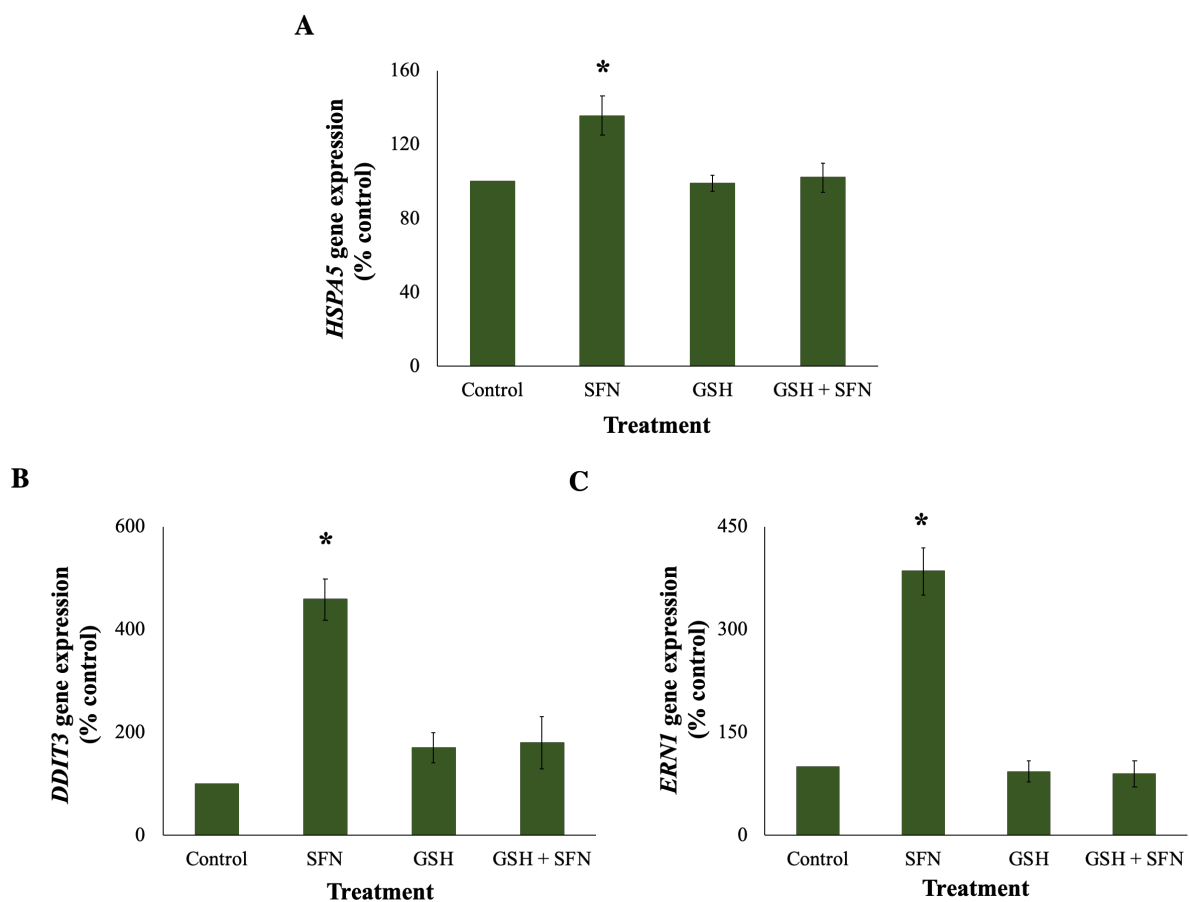 A
HSPA5 gene expression
(% control)
160
120
80
40
0
*
Control
SFN
GSH
GSH + SFN
Treatment
B
DDIT3 gene expression
(% control)
600
400
200
0
*
Control
SFN
GSH
GSH + SFN
Treatment
C
ERN1 gene expression
(% control)
450
300
150
0
*
Control
SFN
GSH
GSH + SFN
Treatment